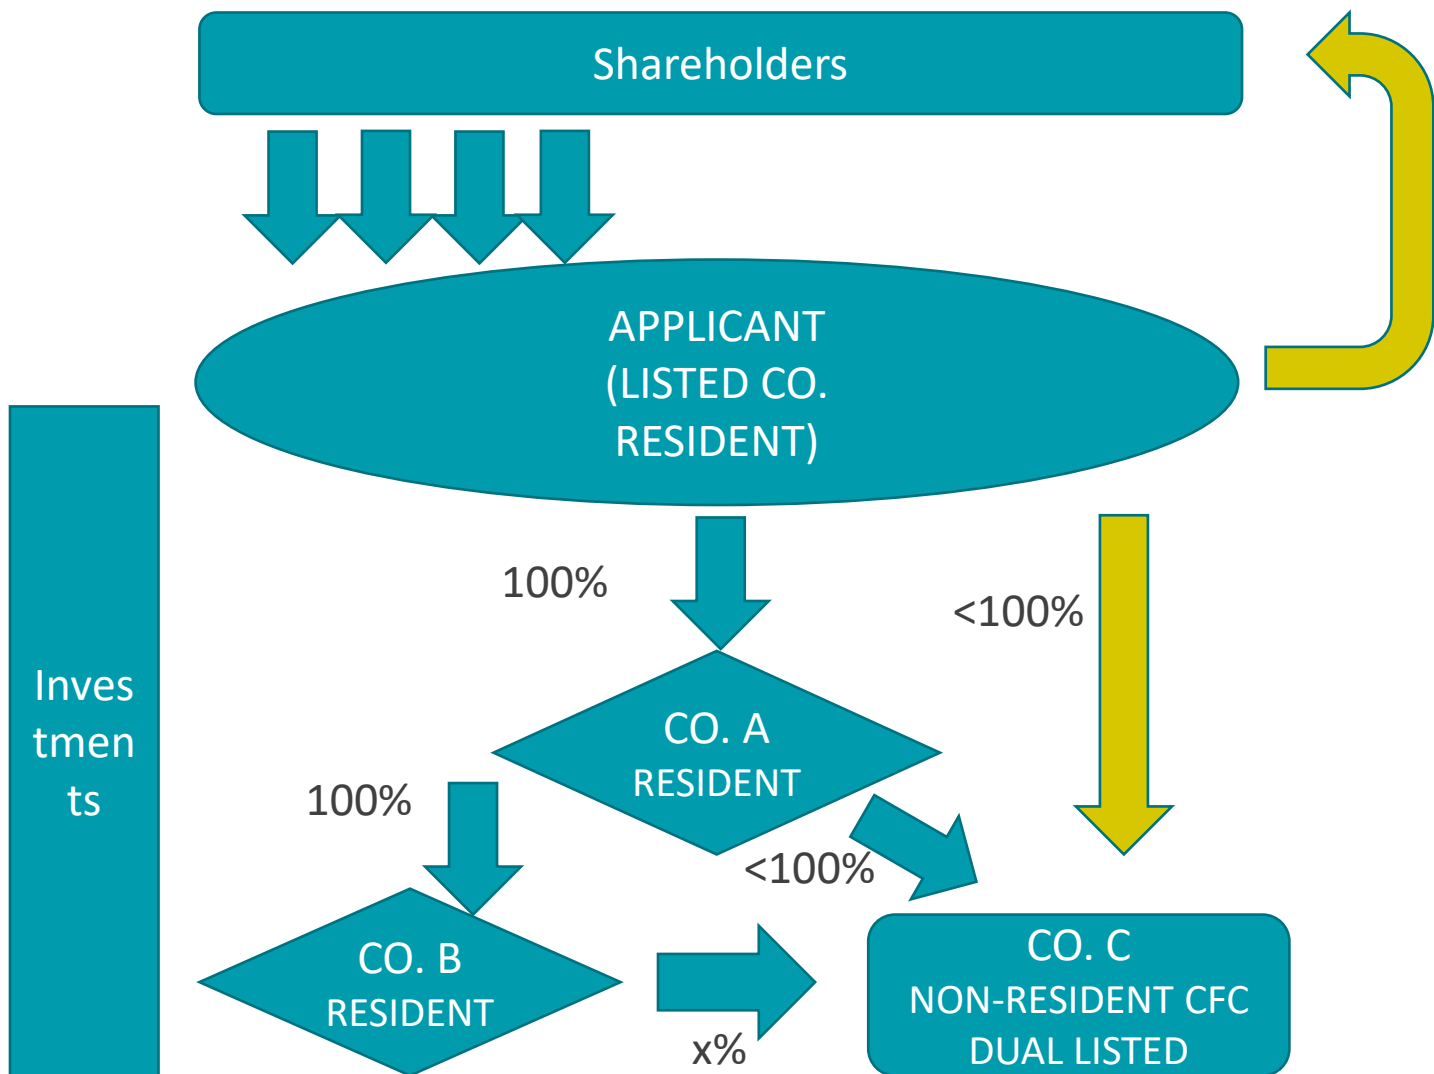 Shareholders
APPLICANT
(LISTED CO.
RESIDENT)
100%
<100%
Inves
tmen
ts
CO. A
RESIDENT
100%
<100%
CO. B
RESIDENT
x%
CO. C
NON-RESIDENT CFC
DUAL LISTED